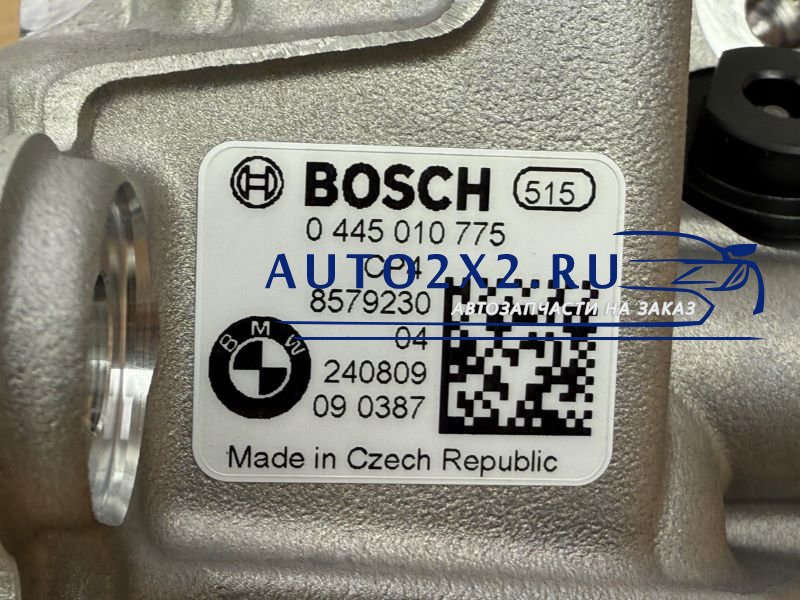 BOSCH 515
0 445 010 775
CP4
AUTO2X2.RU
8579230
АВТОЗАПЧАСТИ НА ЗАКАЗ
04
BMW
240809
09 0387
Made in Czech Republic